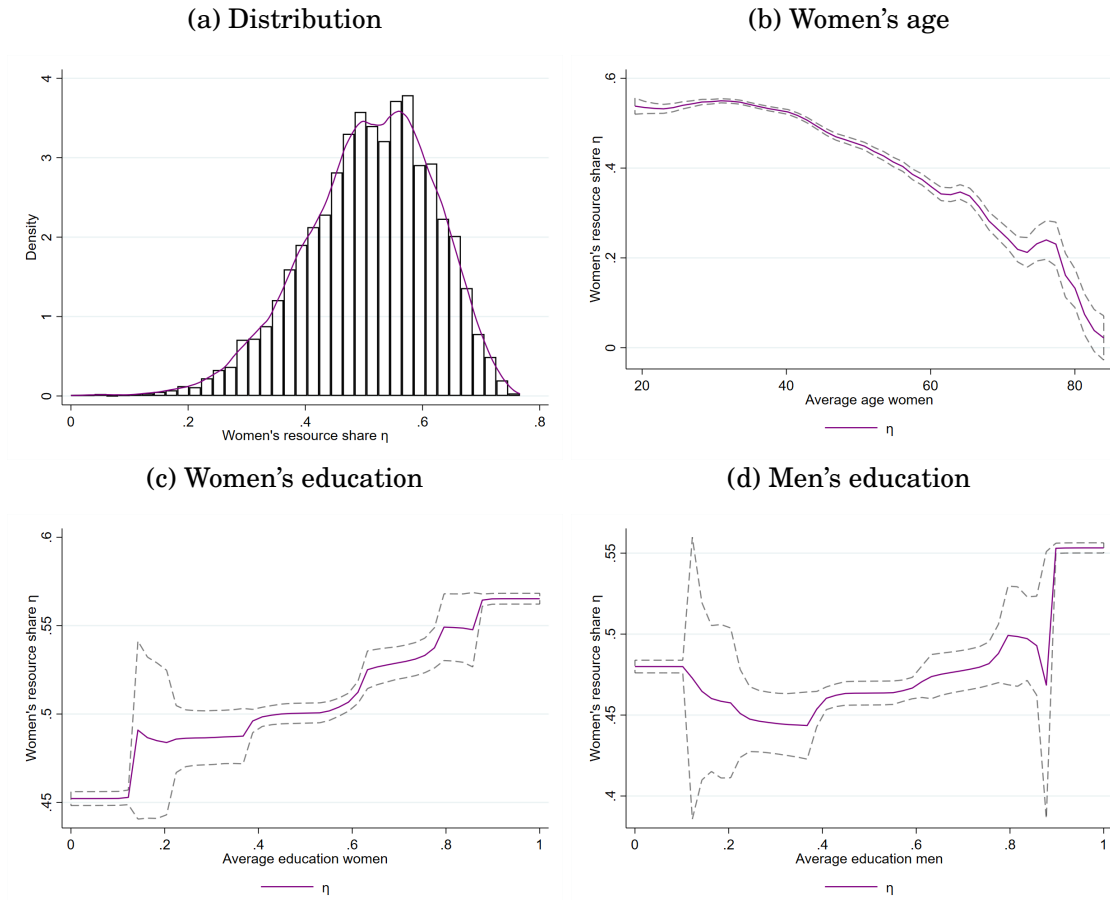 (a) Distribution
Density
4
3
2
1
0
0
.2
.4
.6
.8
Women's resource share η
(b) Women's age
Women's resource share η
.6
.4
.2
0
20
40
60
80
Average age women
η
(c) Women's education
Women's resource share η
.6
.55
.5
.45
0
.2
.4
.6
.8
1
Average education women
η
(d) Men's education
Women's resource share η
.55
.5
.45
.4
0
.2
.4
.6
.8
1
Average education men
η